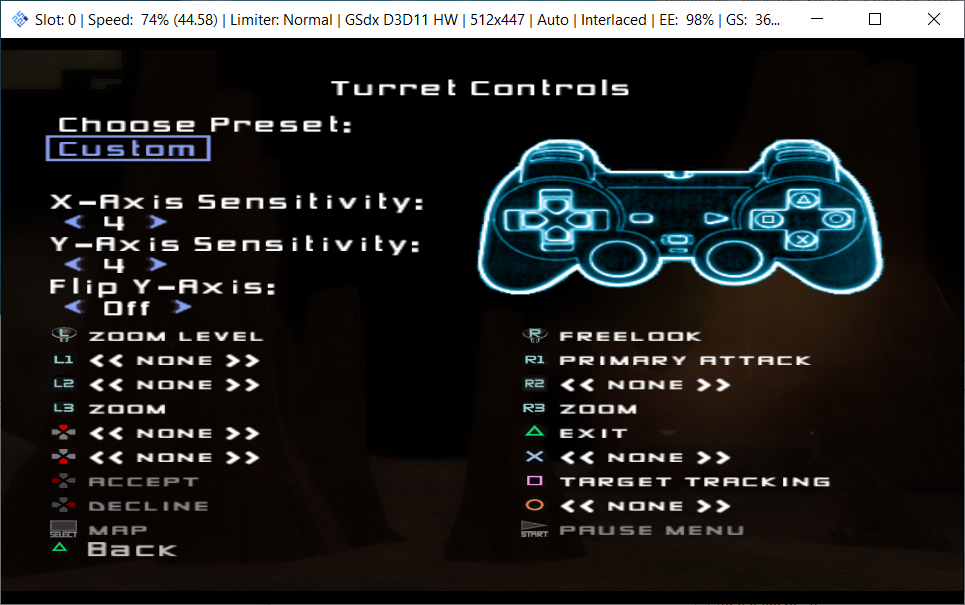 Slot: 0 | Speed: 74% (44.58) | Limiter: Normal | GSdx D3D11 HW | 512x447 | Auto | Interlaced | EE: 98% | GS: 36...
Turret Controls
Choose Preset:
Custom
X-Axis Sensitivity:
< 4 >
Y-Axis Sensitivity:
< 4 >
Flip Y-Axis:
< Off >
L ZOOM LEVEL
L1 << NONE >>
L2 << NONE >>
L3 ZOOM
<< NONE >>
<< NONE >>
ACCEPT
DECLINE
SELECT MAP
Back
R FREELOOK
R1 PRIMARY ATTACK
R2 << NONE >>
R3 ZOOM
EXIT
<< NONE >>
TARGET TRACKING
<< NONE >>
START PAUSE MENU